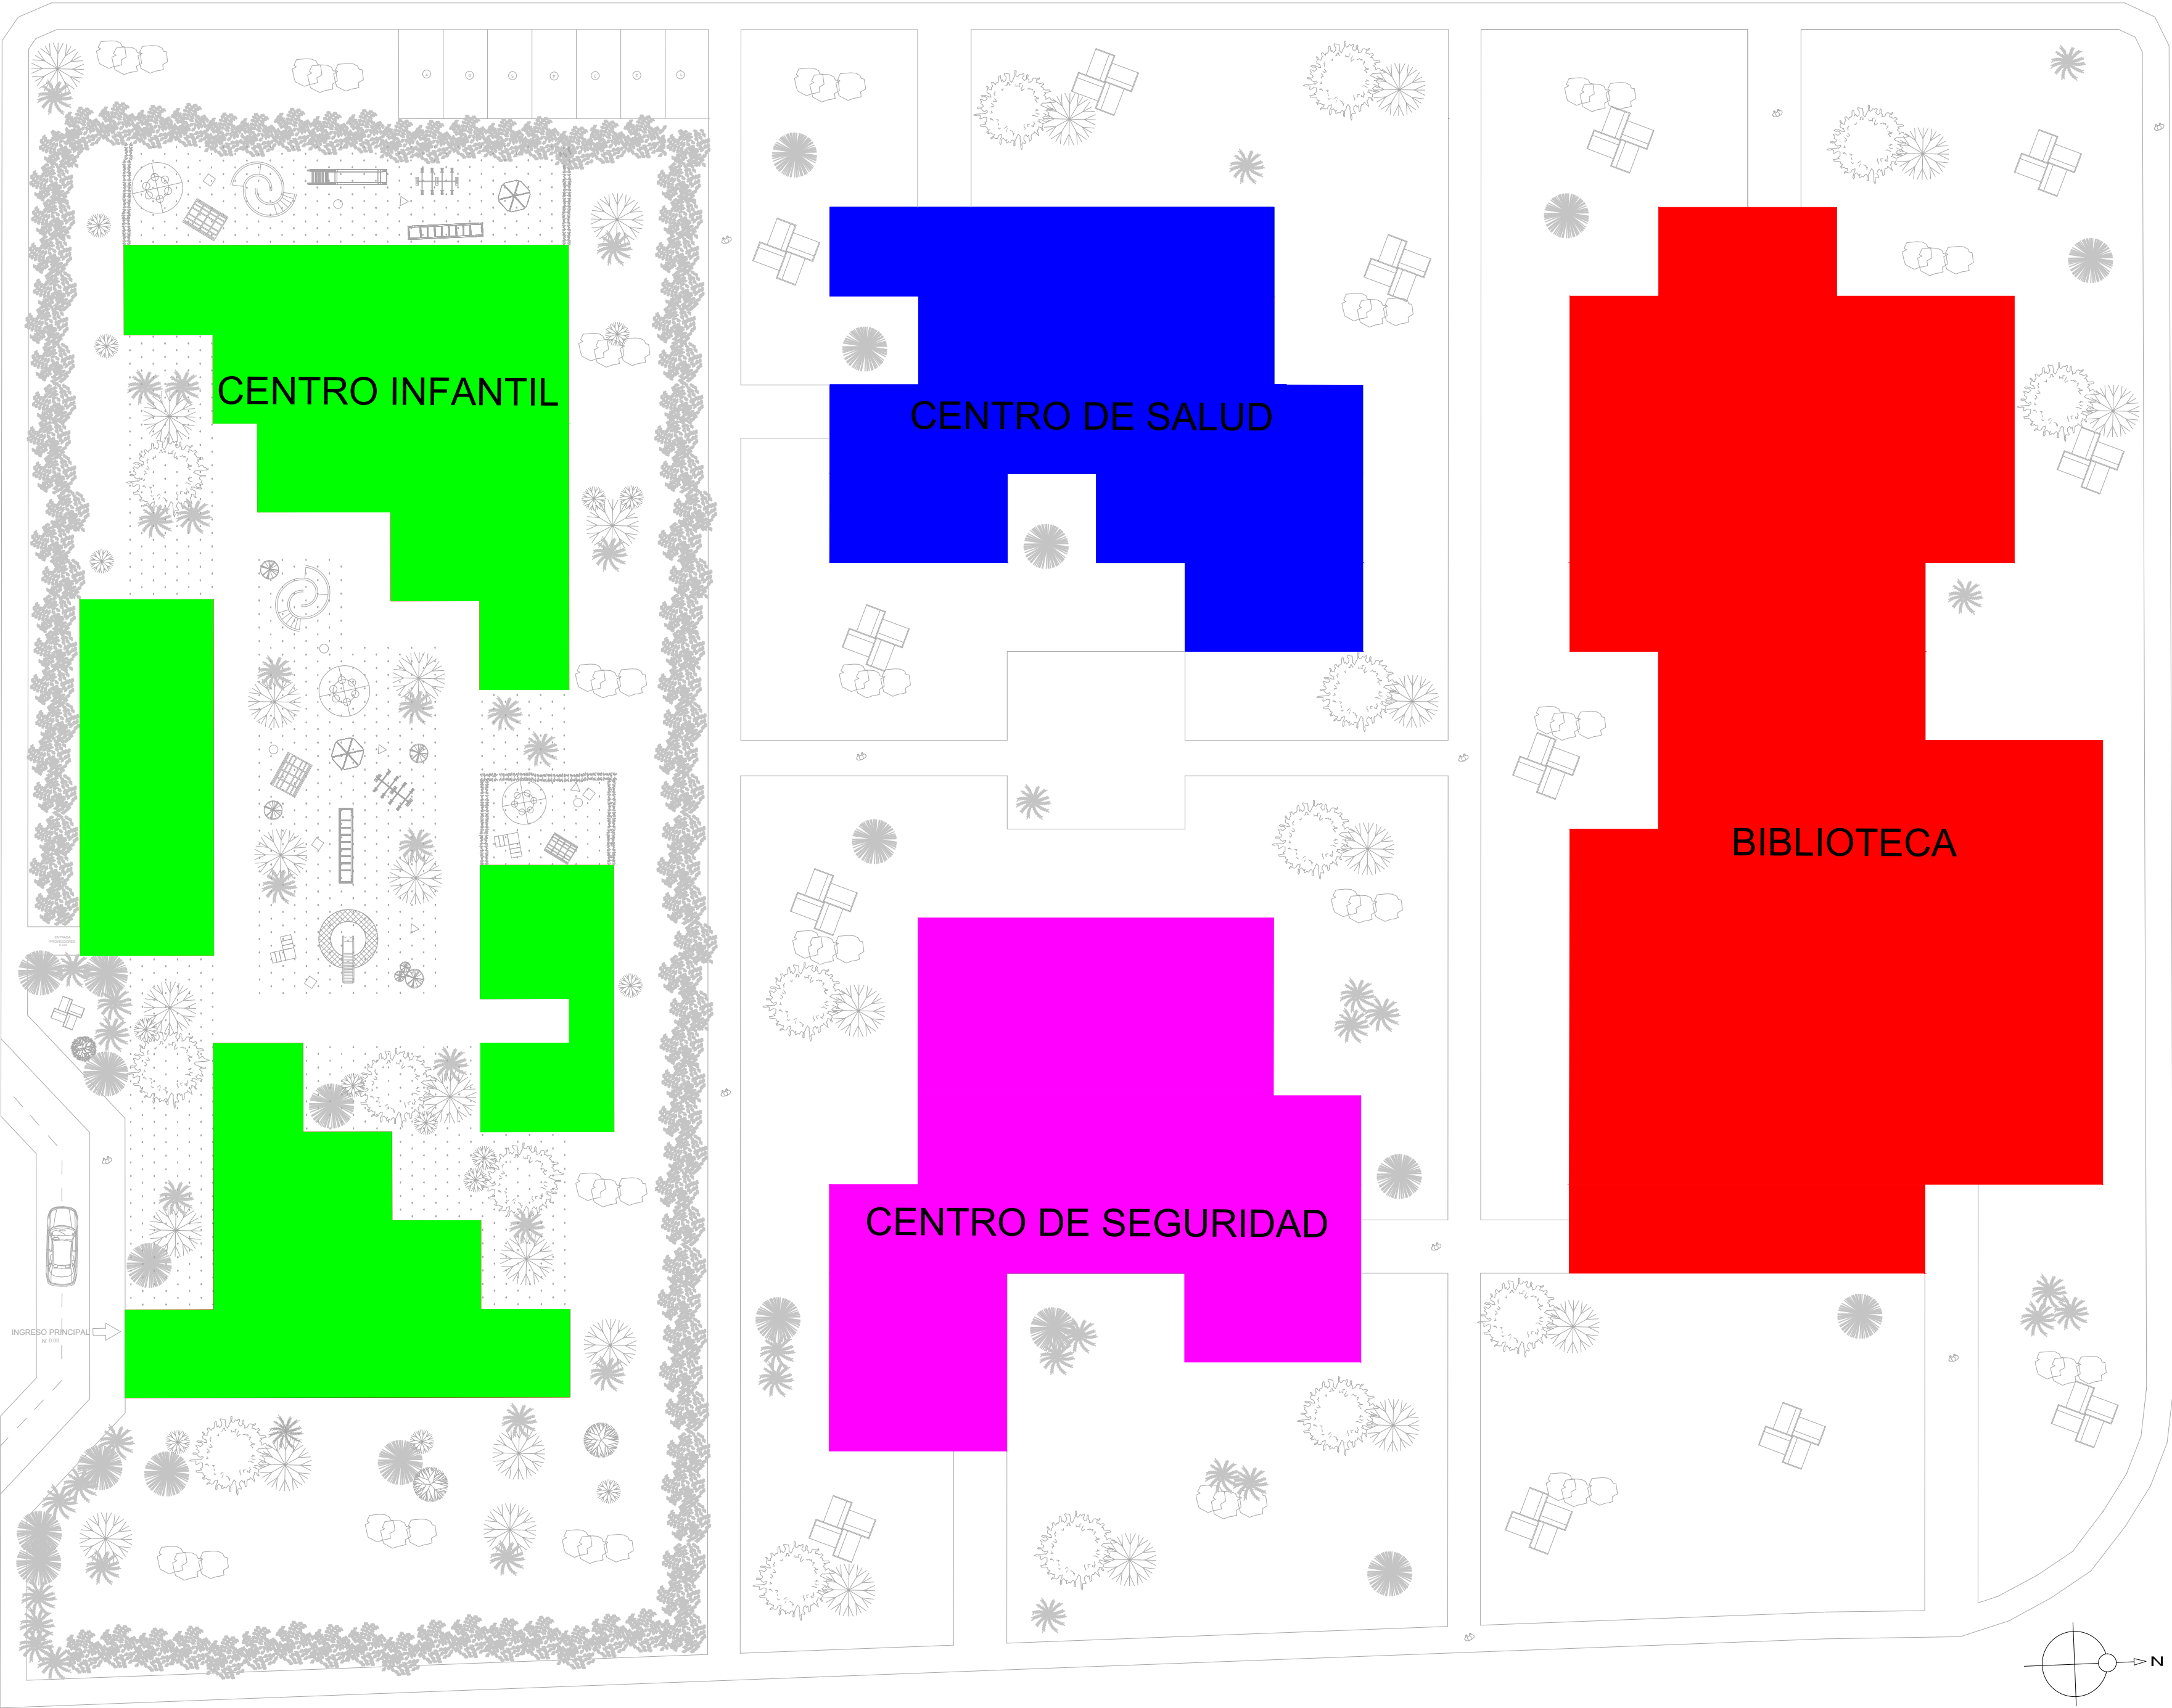 CENTRO INFANTIL
CENTRO DE SALUD
BIBLIOTECA
CENTRO DE SEGURIDAD
INGRESO PRINCIPAL
N